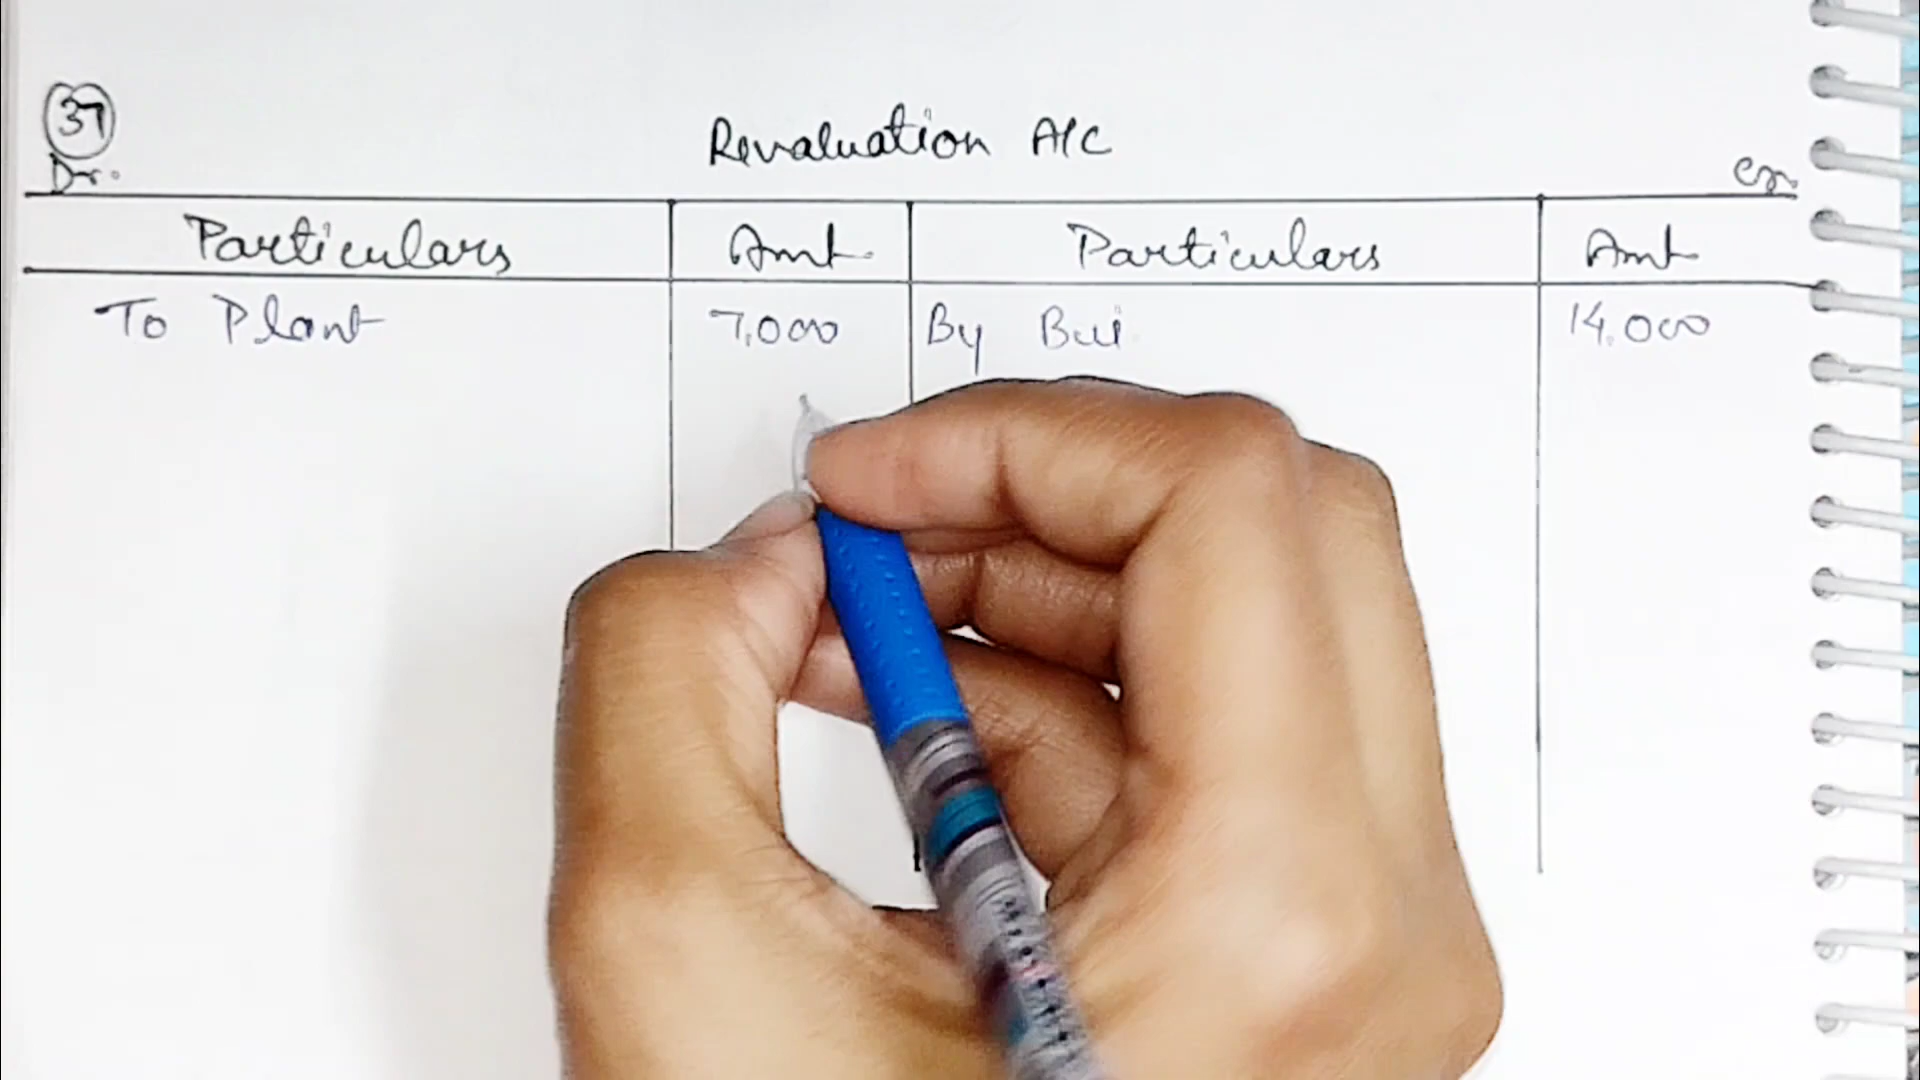 37
Revaluation A/C
Dr. Cr.
Particulars Amt Particulars Amt
To Plant 7,000 By Bui 14,000